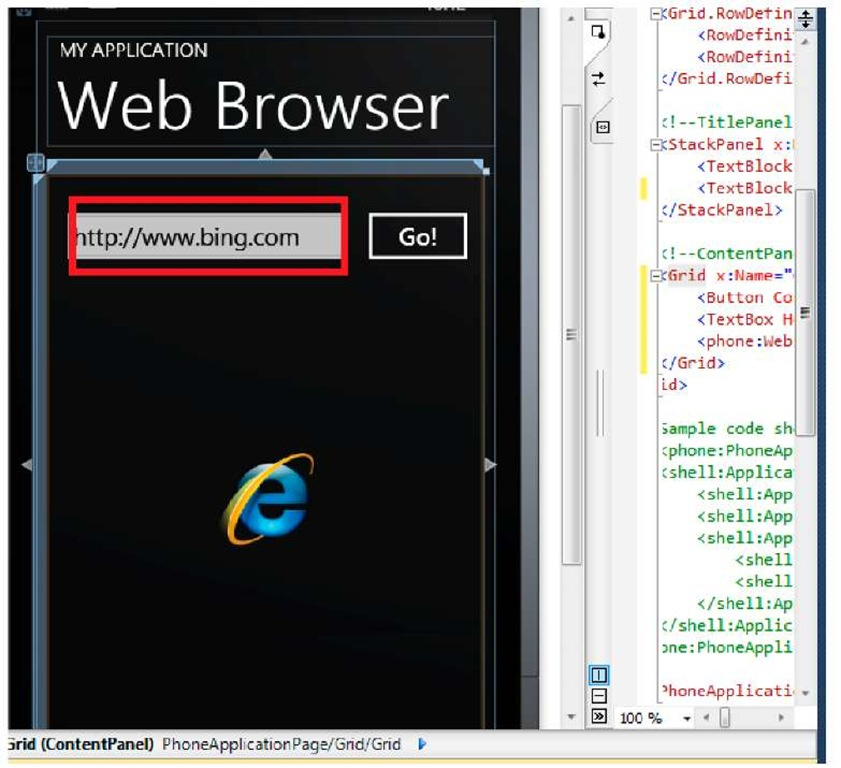 MY APPLICATION
Web Browser
http://www.bing.com
Go!
<Grid.RowDefin
<RowDefini
<RowDefini
</Grid.RowDefi
<!--TitlePanel
<StackPanel x:
<TextBlock
<TextBlock
</StackPanel>
<!--ContentPan
<Grid x:Name="
<Button Co
<TextBox H
<phone:Web
</Grid>
id>
Sample code sh
<phone:PhoneAp
<shell:Applica
<shell:App
<shell:App
<shell:App
<shell
<shell
</shell:Ap
</shell:Applic
one:PhoneAppli
PhoneApplicati
100 %
Grid (ContentPanel) PhoneApplicationPage/Grid/Grid